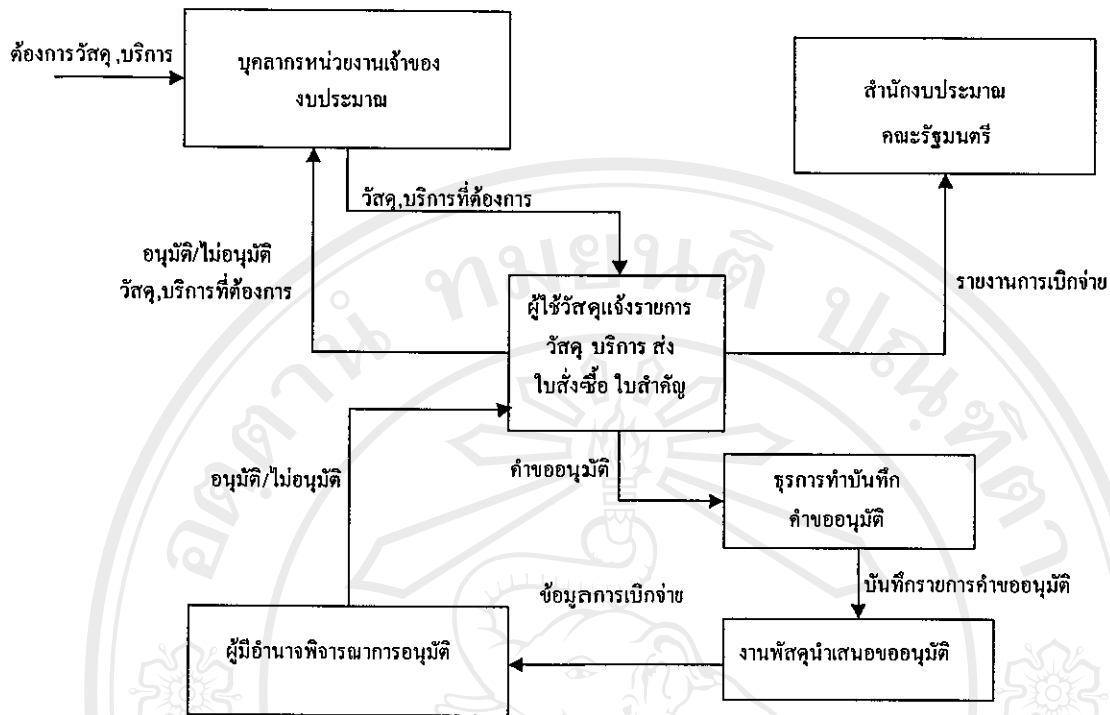 ต้องการวัสดุ,บริการ
บุคลากรหน่วยงานเจ้าของ
งบประมาณ
สำนักงบประมาณ
คณะรัฐมนตรี
วัสดุ,บริการที่ต้องการ
อนุมัติ/ไม่อนุมัติ
วัสดุ,บริการที่ต้องการ
รายงานการเบิกจ่าย
ผู้ใช้วัสดุแจ้งรายการ
วัสดุ บริการ ส่ง
ใบสั่งซื้อ ใบสำคัญ
อนุมัติ/ไม่อนุมัติ
คำขออนุมัติ
ธุรการทำบันทึก
คำขออนุมัติ
บันทึกรายการคำขออนุมัติ
ข้อมูลการเบิกจ่าย
ผู้มีอำนาจพิจารณาการอนุมัติ
งานพัสดุนำเสนอขออนุมัติ